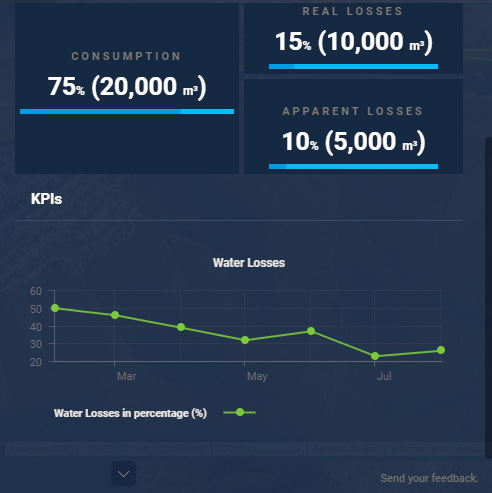 REAL LOSSES
15% (10,000 m³)
CONSUMPTION
75% (20,000 m³)
APPARENT LOSSES
10% (5,000 m³)
KPIs
Water Losses
60
50
40
30
20
Mar May Jul
Water Losses in percentage (%)
Send your feedback.